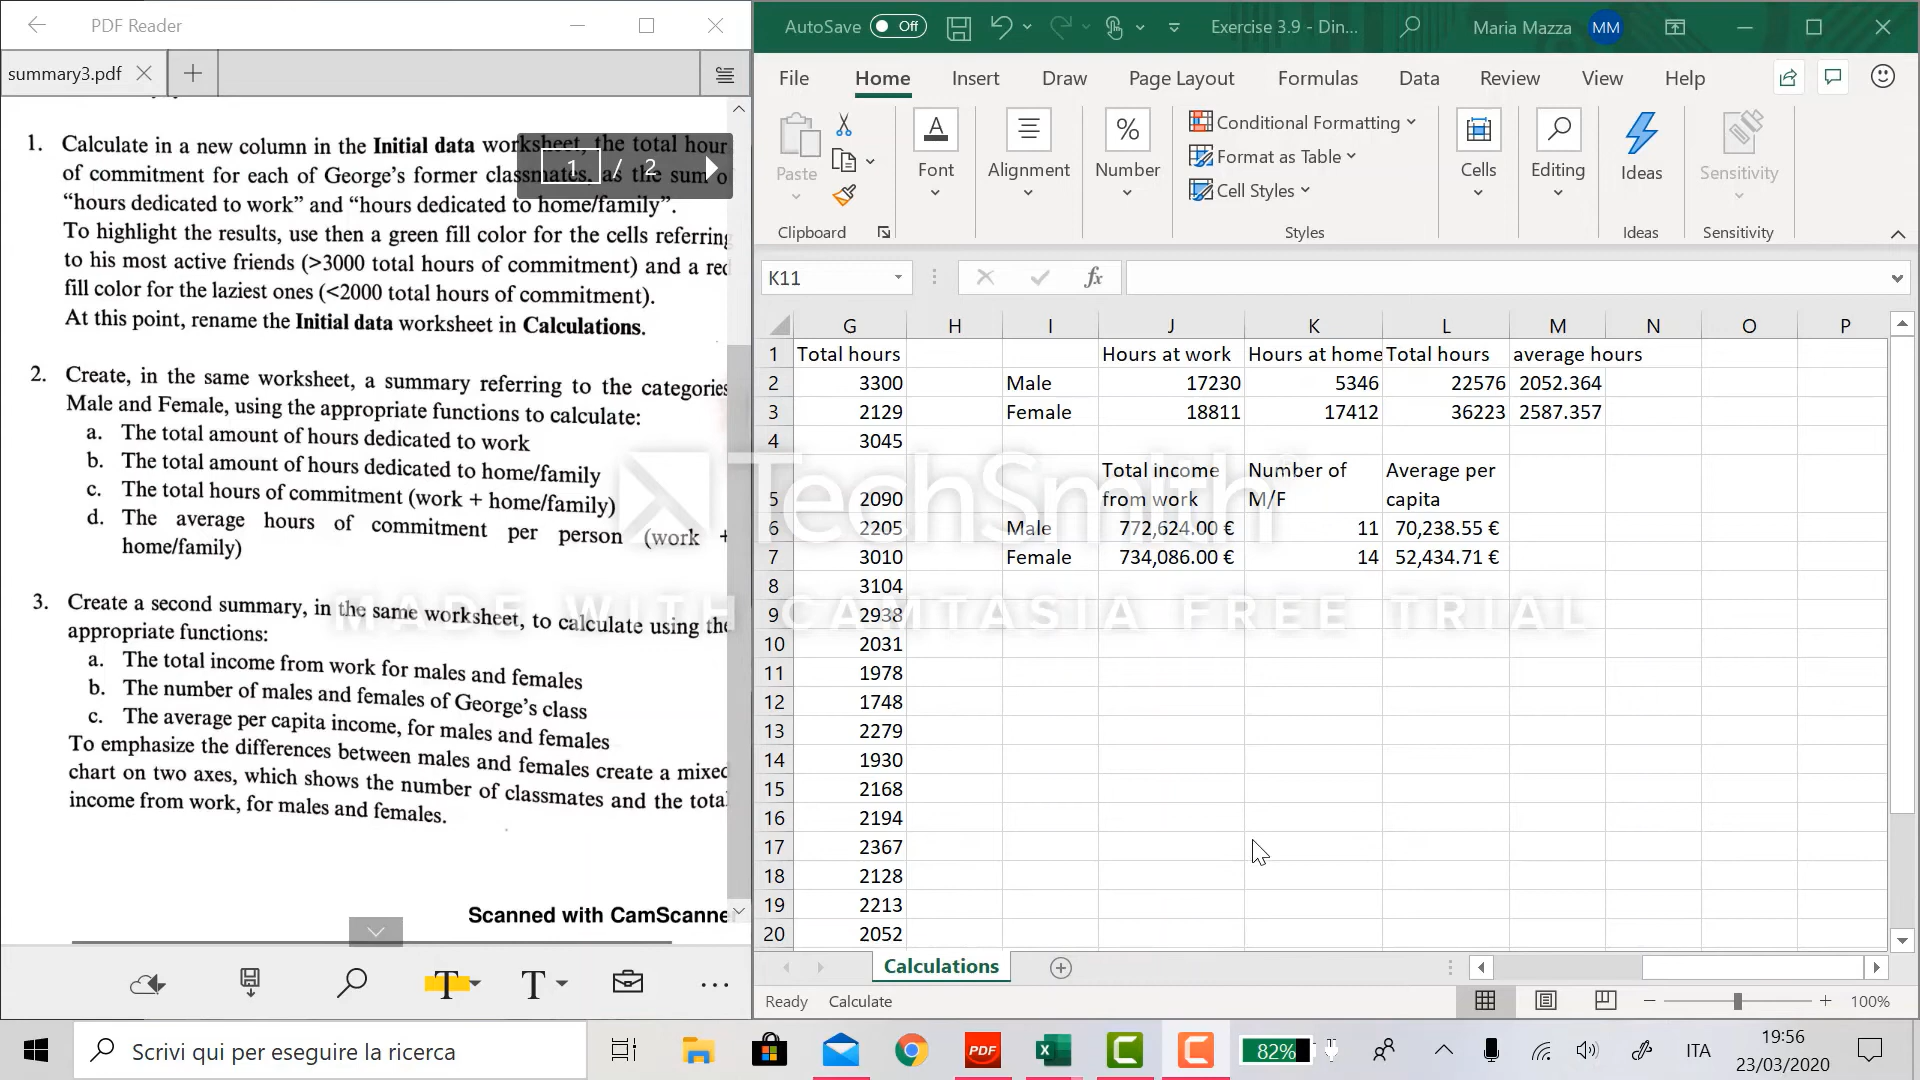 PDF Reader
summary3.pdf
1. Calculate in a new column in the Initial data worksheet, the total hour
of commitment for each of George's former classmates, as the sum of
"hours dedicated to work" and "hours dedicated to home/family".
To highlight the results, use then a green fill color for the cells referring
to his most active friends (>3000 total hours of commitment) and a red
fill color for the laziest ones (<2000 total hours of commitment).
At this point, rename the Initial data worksheet in Calculations.
1 / 2
2. Create, in the same worksheet, a summary referring to the categories
Male and Female, using the appropriate functions to calculate:
a. The total amount of hours dedicated to work
b. The total amount of hours dedicated to home/family
c. The total hours of commitment (work + home/family)
d. The average hours of commitment per person (work +
home/family)
3. Create a second summary, in the same worksheet, to calculate using the
appropriate functions:
a. The total income from work for males and females
b. The number of males and females of George's class
c. The average per capita income, for males and females
To emphasize the differences between males and females create a mixed
chart on two axes, which shows the number of classmates and the total
income from work, for males and females.
Scanned with CamScanne
AutoSave Off Exercise 3.9 - Din... Maria Mazza MM
File Home Insert Draw Page Layout Formulas Data Review View Help
Paste Font Alignment Number Conditional Formatting Format as Table Cell Styles Cells Editing Ideas Sensitivity
Clipboard Styles Ideas Sensitivity
K11 fx
G H I J K L M N O P
1 Total hours Hours at work Hours at home Total hours average hours
2 3300 Male 17230 5346 22576 2052.364
3 2129 Female 18811 17412 36223 2587.357
4 3045
Total income Number of Average per
5 2090 from work M/F capita
6 2205 Male 772,624.00 € 11 70,238.55 €
7 3010 Female 734,086.00 € 14 52,434.71 €
8 3104
9 2938
10 2031
11 1978
12 1748
13 2279
14 1930
15 2168
16 2194
17 2367
18 2128
19 2213
20 2052
TechSmith
MADE WITH CAMTASIA FREE TRIAL
Calculations
Ready Calculate 100%
Scrivi qui per eseguire la ricerca
PDF
82%
ITA
19:56
23/03/2020